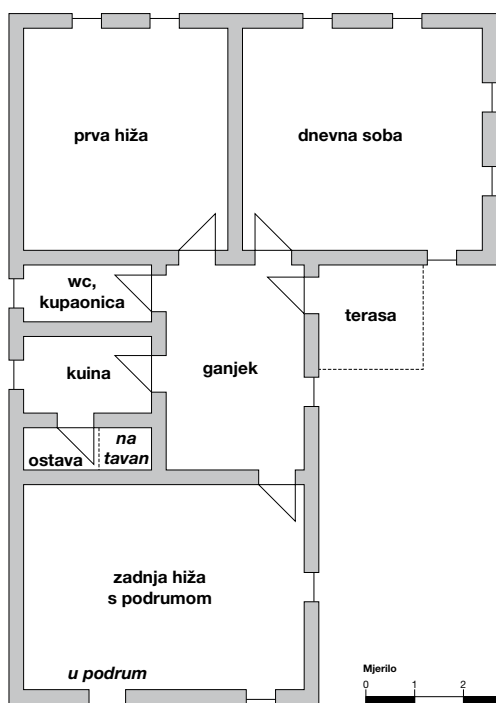 prva hiža
dnevna soba
wc,
kupaonica
terasa
kuina
ganjek
na
tavan
ostava
zadnja hiža
s podrumom
u podrum
Mjerilo
0 1 2